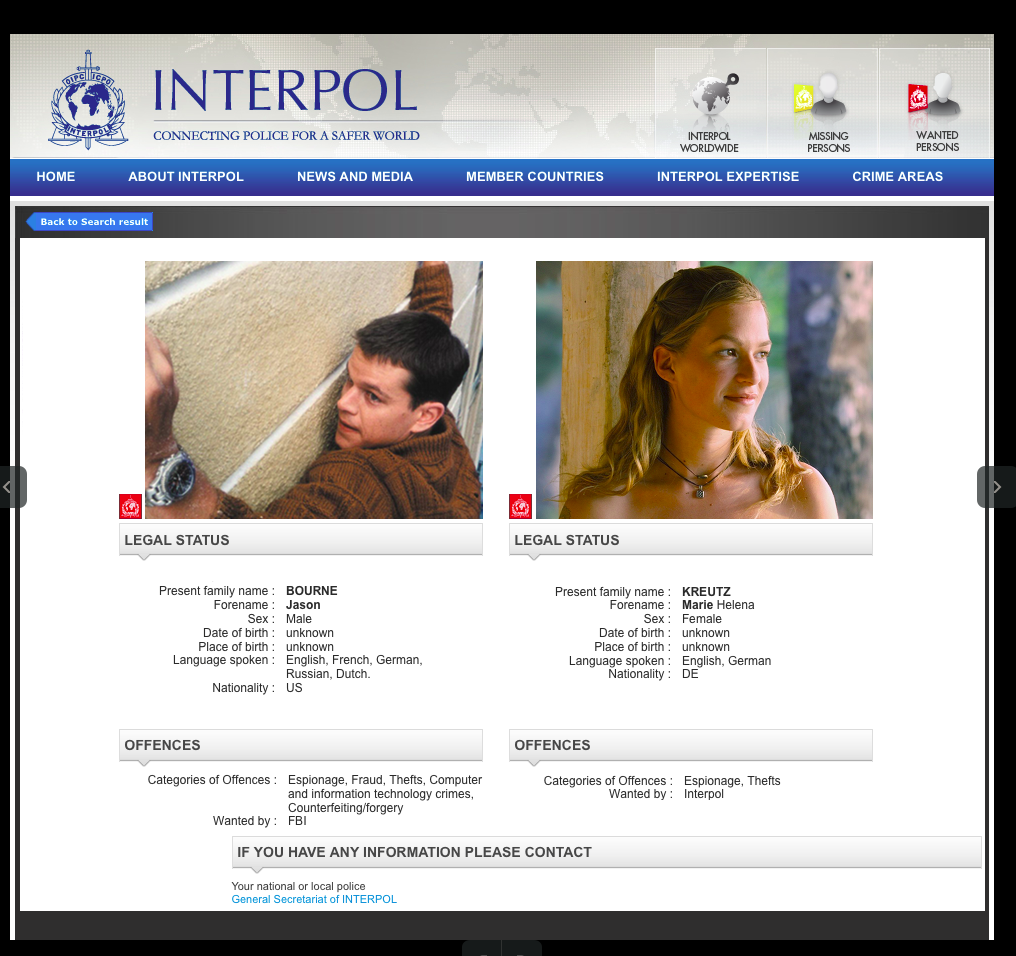 OIPC ICPO
INTERPOL
INTERPOL
CONNECTING POLICE FOR A SAFER WORLD
INTERPOL
WORLDWIDE
MISSING
PERSONS
WANTED
PERSONS
HOME
ABOUT INTERPOL
NEWS AND MEDIA
MEMBER COUNTRIES
INTERPOL EXPERTISE
CRIME AREAS
Back to Search result
LEGAL STATUS
Present family name : BOURNE
Forename : Jason
Sex : Male
Date of birth : unknown
Place of birth : unknown
Language spoken : English, French, German,
Russian, Dutch.
Nationality : US
OFFENCES
Categories of Offences : Espionage, Fraud, Thefts, Computer
and information technology crimes,
Counterfeiting/forgery
Wanted by : FBI
LEGAL STATUS
Present family name : KREUTZ
Forename : Marie Helena
Sex : Female
Date of birth : unknown
Place of birth : unknown
Language spoken : English, German
Nationality : DE
OFFENCES
Categories of Offences : Espionage, Thefts
Wanted by : Interpol
IF YOU HAVE ANY INFORMATION PLEASE CONTACT
Your national or local police
General Secretariat of INTERPOL